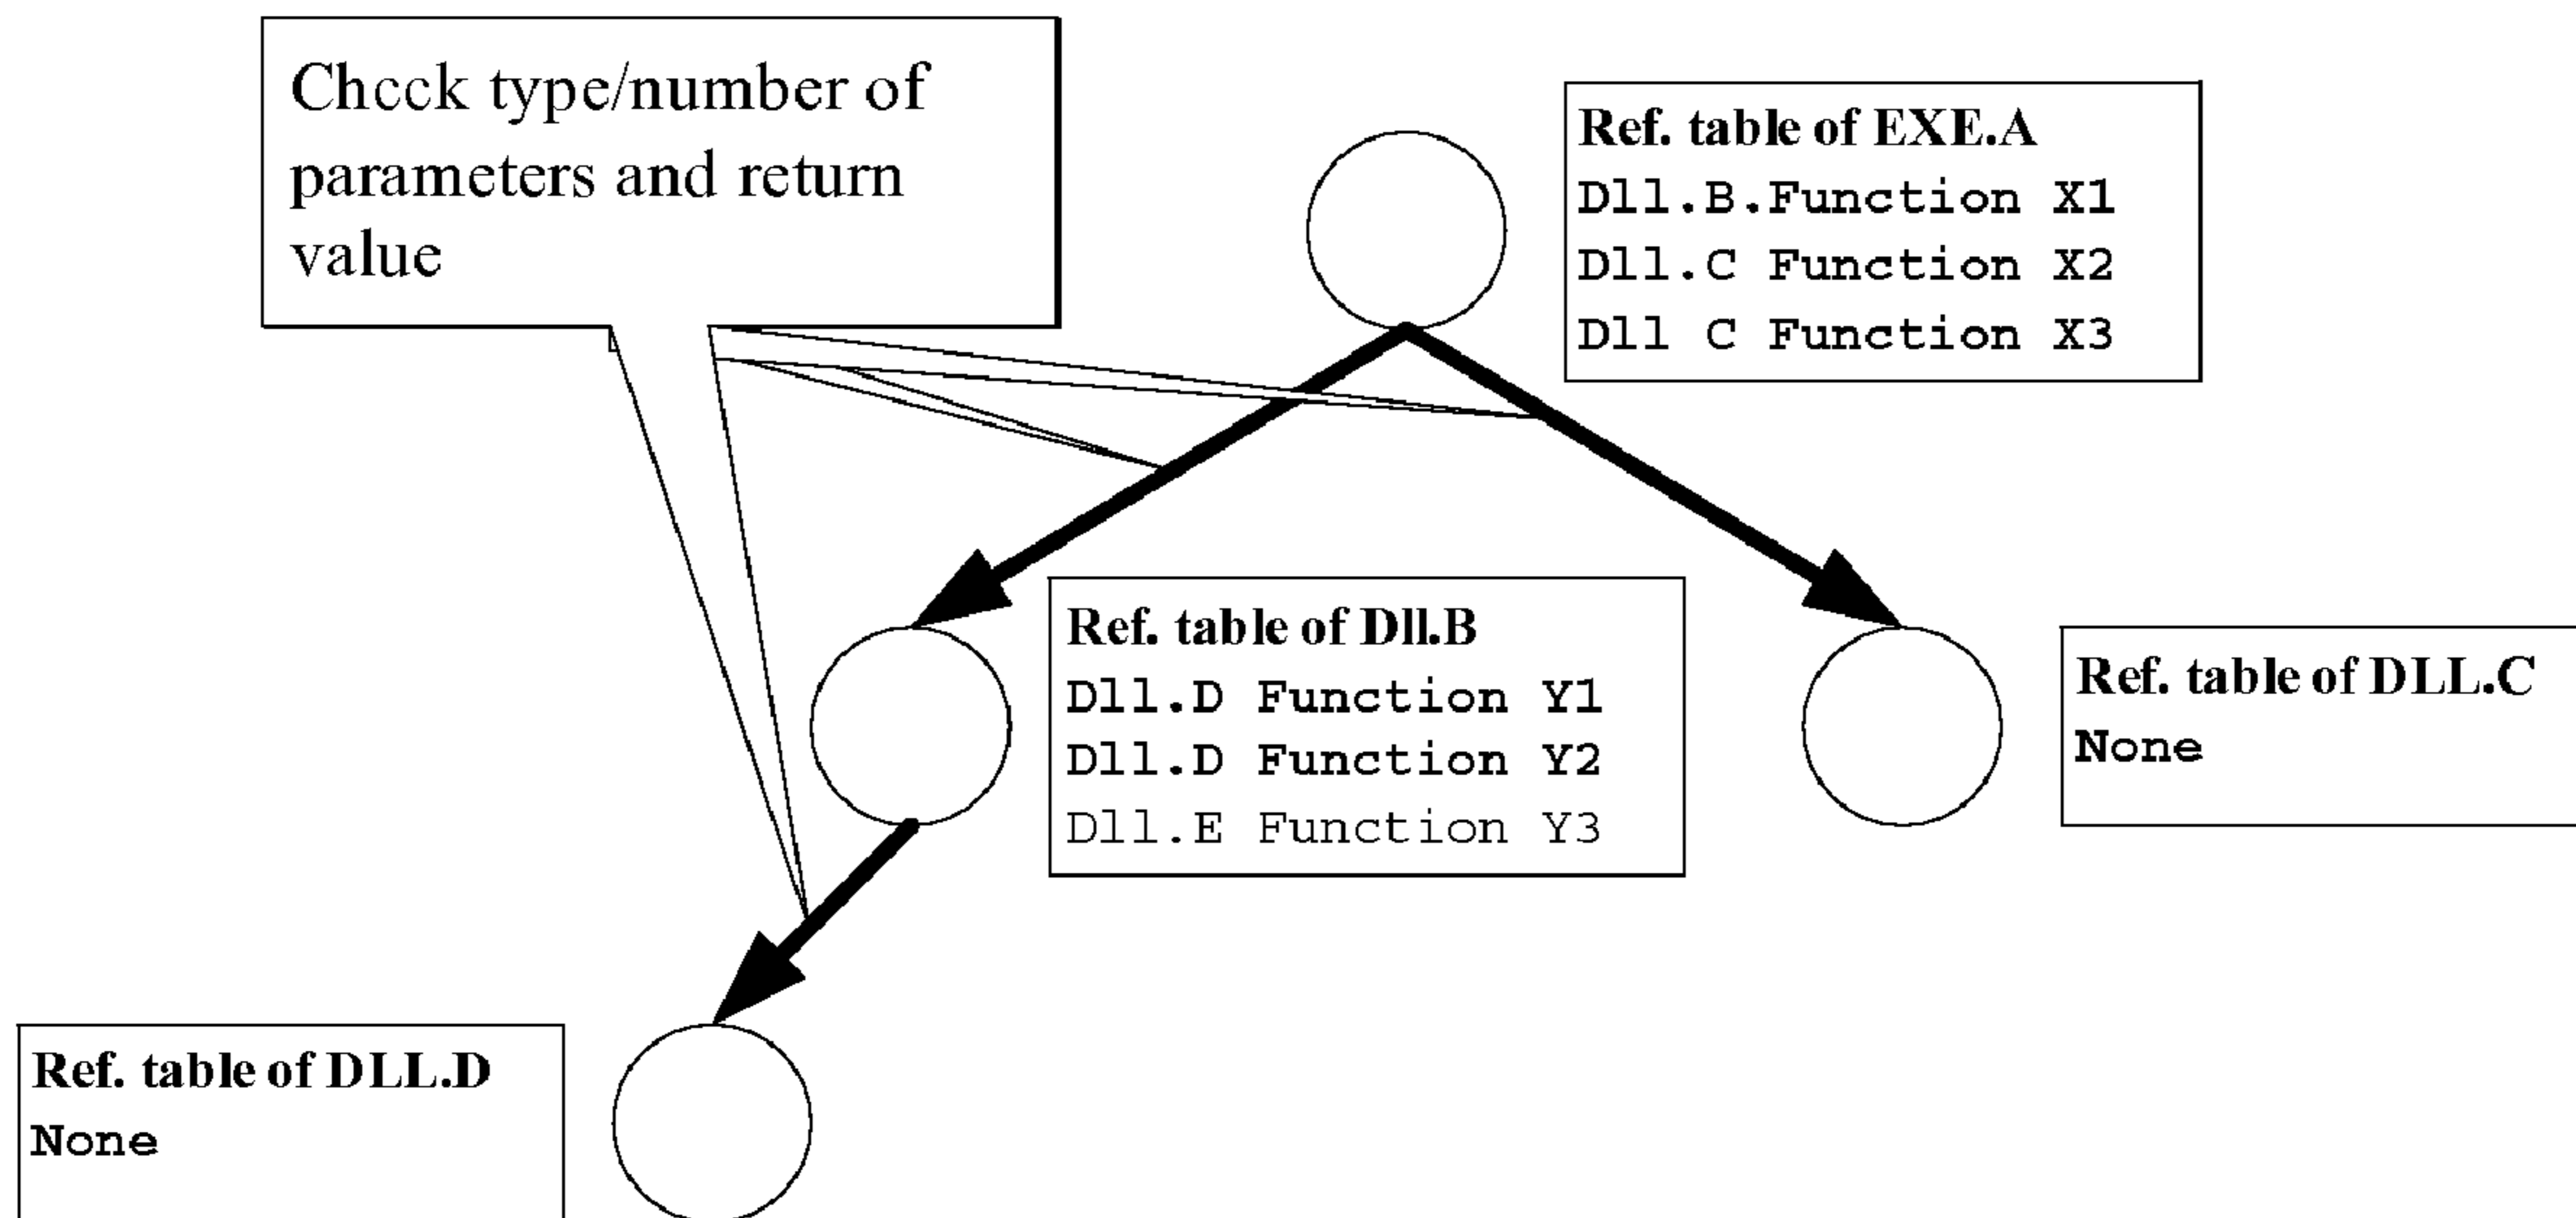 Chcck type/number of
parameters and return
value
Ref. table of EXE.A
Dll.B.Function X1
Dll.C Function X2
Dll C Function X3
Ref. table of Dll.B
Dll.D Function Y1
Dll.D Function Y2
Dll.E Function Y3
Ref. table of DLL.C
None
Ref. table of DLL.D
None